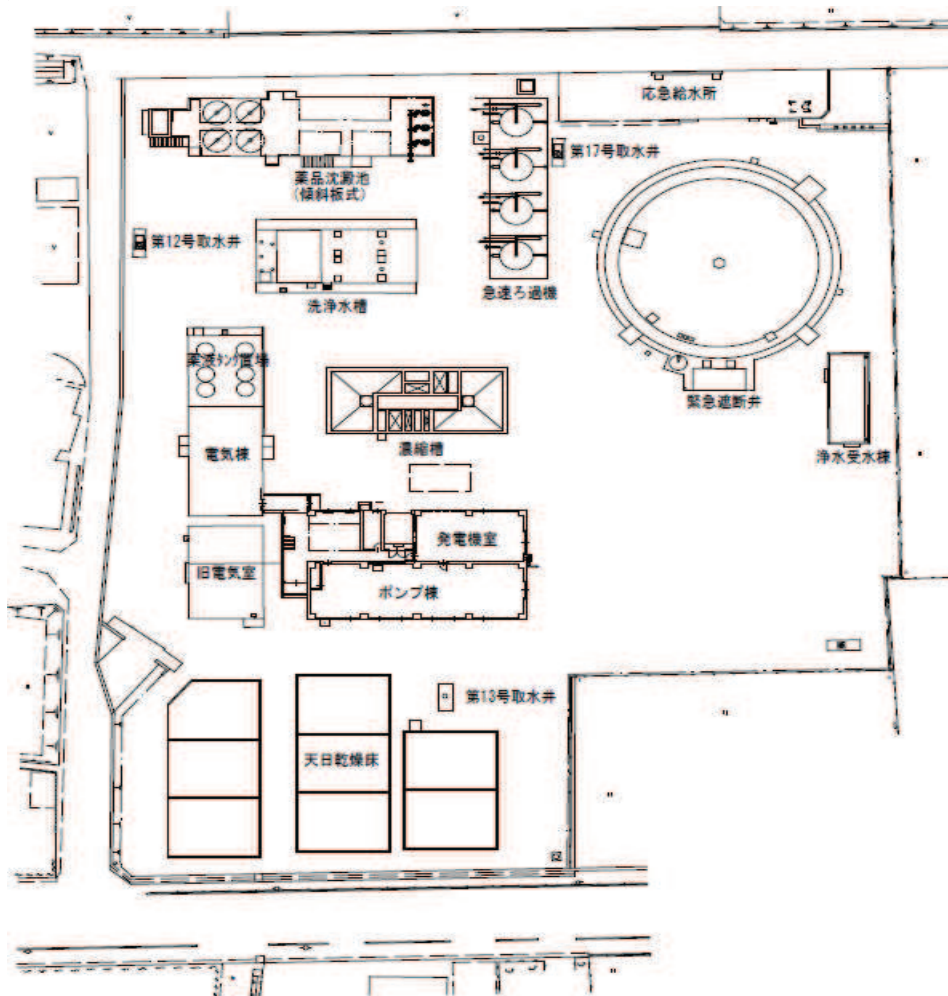 応急給水所
第17号取水井
薬品沈澱池
(傾斜板式)
第12号取水井
急速ろ過機
洗浄水槽
薬液タンク置場
緊急遮断井
電気棟
濃縮槽
浄水受水棟
発電機室
旧電気室
ポンプ棟
第13号取水井
天日乾燥床